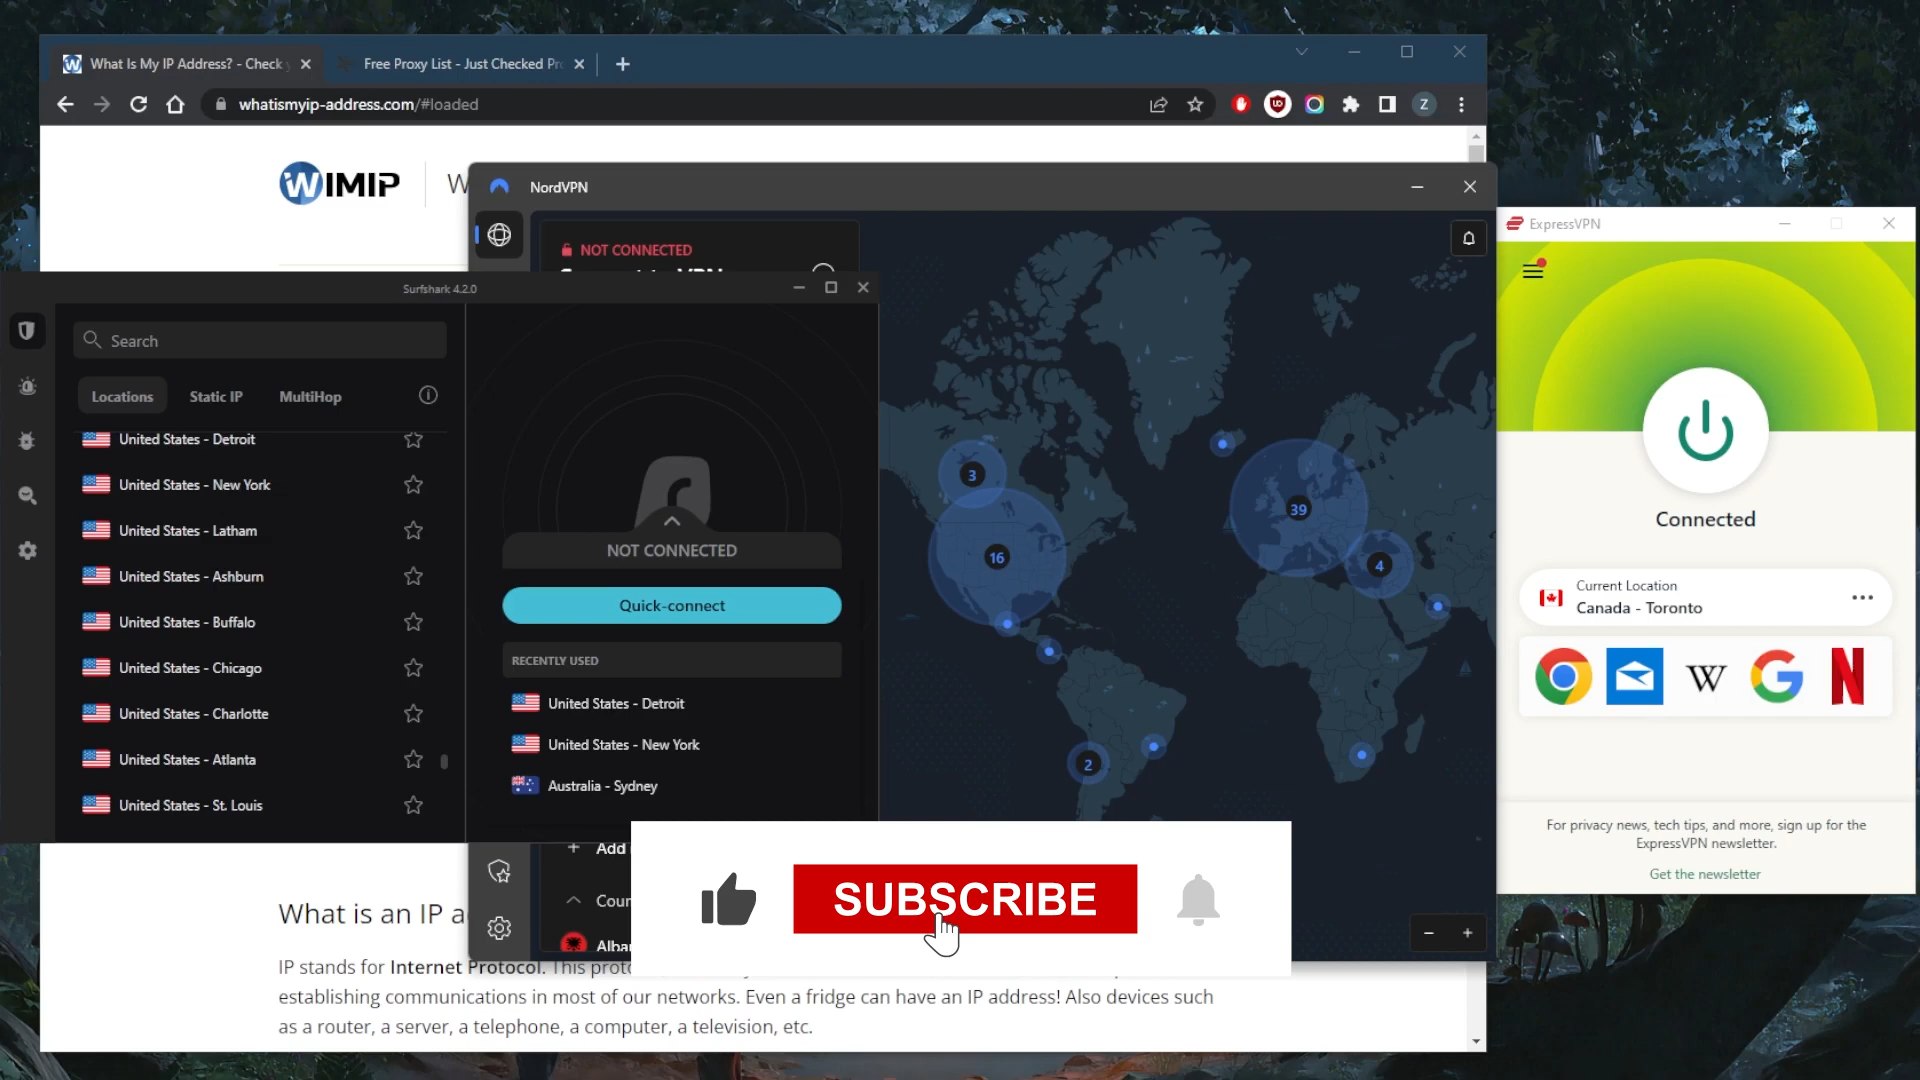 What Is My IP Address? - Check
Free Proxy List - Just Checked Pr
whatismyip-address.com/#loaded
Z
WIMIP
W
NordVPN
NOT CONNECTED
ExpressVPN
Surfshark 4.2.0
Search
Locations
Static IP
MultiHop
United States - Detroit
United States - New York
United States - Latham
United States - Ashburn
United States - Buffalo
United States - Chicago
United States - Charlotte
United States - Atlanta
United States - St. Louis
NOT CONNECTED
Quick-connect
RECENTLY USED
United States - Detroit
United States - New York
Australia - Sydney
3
16
39
4
2
Connected
Current Location
Canada - Toronto
W
G
N
For privacy news, tech tips, and more, sign up for the
ExpressVPN newsletter.
Get the newsletter
Add
Coun
Alba
SUBSCRIBE
What is an IP a
IP stands for Internet Protocol. This proto
establishing communications in most of our networks. Even a fridge can have an IP address! Also devices such
as a router, a server, a telephone, a computer, a television, etc.